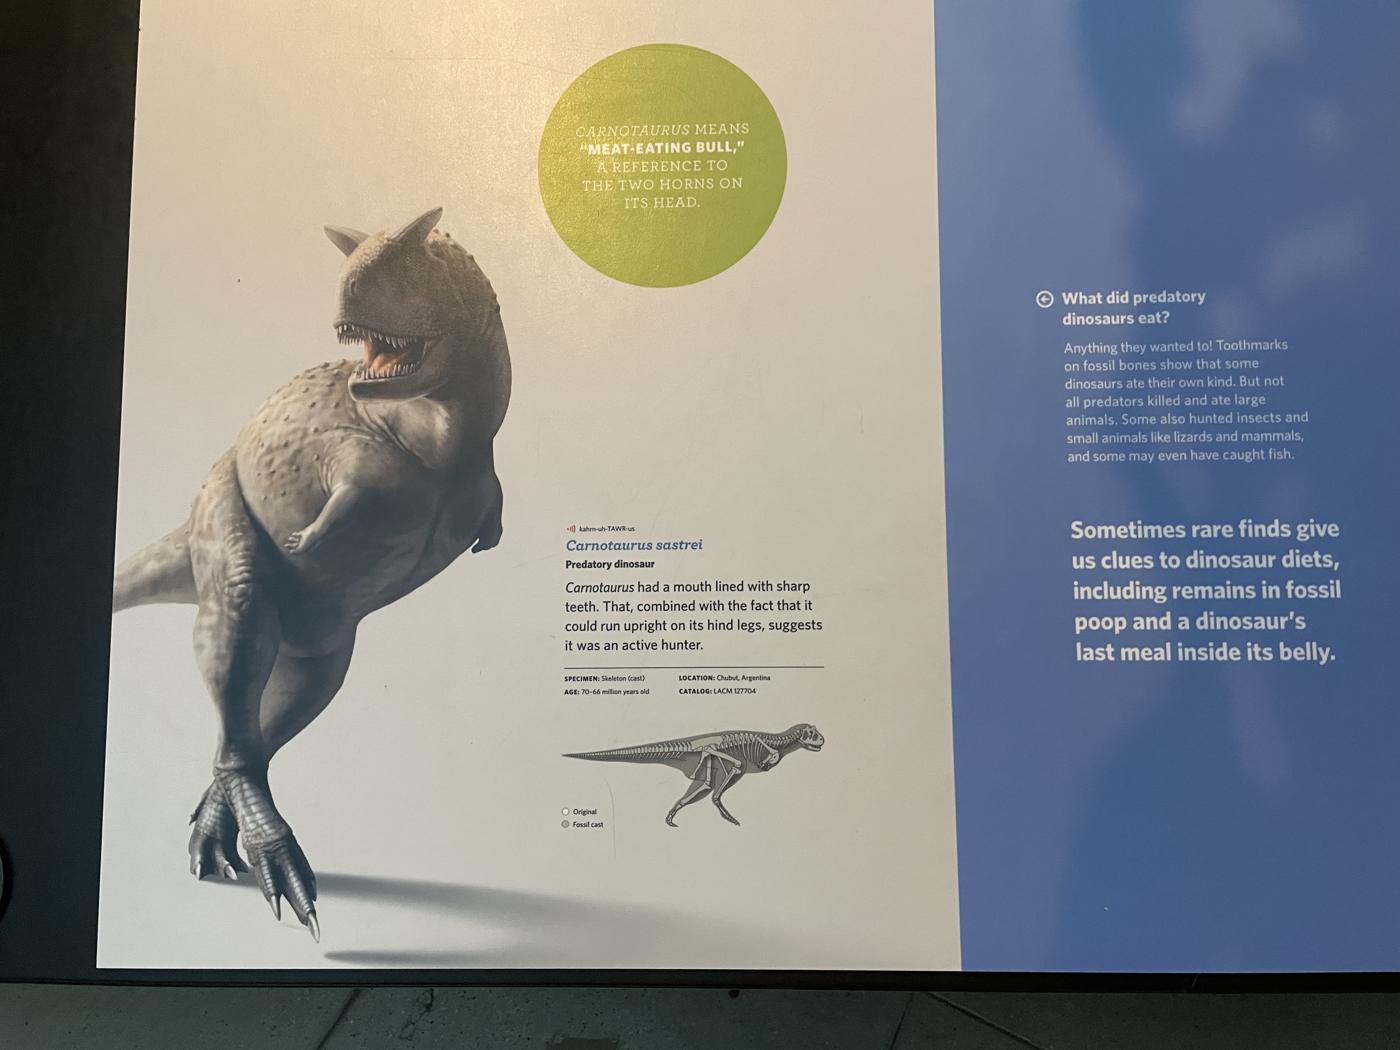 CARNOTAURUS MEANS
“MEAT-EATING BULL,”
A REFERENCE TO
THE TWO HORNS ON
ITS HEAD.
kahrn-uh-TAWR-us
Carnotaurus sastrei
Predatory dinosaur
Carnotaurus had a mouth lined with sharp
teeth. That, combined with the fact that it
could run upright on its hind legs, suggests
it was an active hunter.
SPECIMEN: Skeleton (cast)
AGE: 70–66 million years old
LOCATION: Chubut, Argentina
CATALOG: LACM 127704
Original
Fossil cast
What did predatory
dinosaurs eat?
Anything they wanted to! Toothmarks
on fossil bones show that some
dinosaurs ate their own kind. But not
all predators killed and ate large
animals. Some also hunted insects and
small animals like lizards and mammals,
and some may even have caught fish.
Sometimes rare finds give
us clues to dinosaur diets,
including remains in fossil
poop and a dinosaur’s
last meal inside its belly.